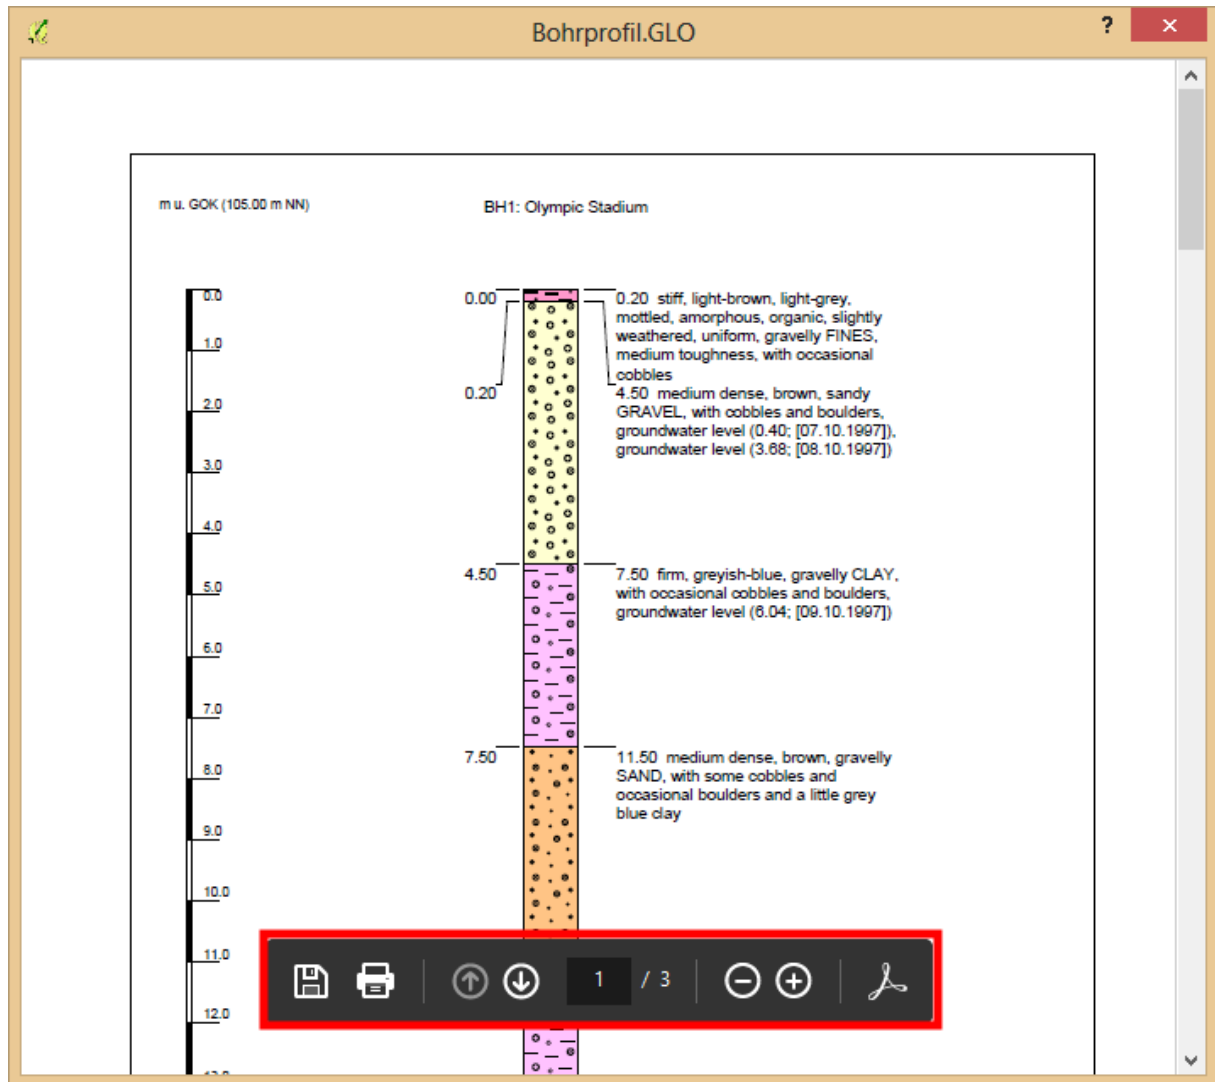 Bohrprofil.GLO
?
m u. GOK (105.00 m NN)
BH1: Olympic Stadium
0.0
1.0
2.0
3.0
4.0
5.0
6.0
7.0
8.0
9.0
10.0
11.0
12.0
0.00
0.20
4.50
7.50
0.20 stiff, light-brown, light-grey,
mottled, amorphous, organic, slightly
weathered, uniform, gravelly FINES,
medium toughness, with occasional
cobbles
4.50 medium dense, brown, sandy
GRAVEL, with cobbles and boulders,
groundwater level (0.40; [07.10.1997]),
groundwater level (3.68; [08.10.1997])
7.50 firm, greyish-blue, gravelly CLAY,
with occasional cobbles and boulders,
groundwater level (6.04; [09.10.1997])
11.50 medium dense, brown, gravelly
SAND, with some cobbles and
occasional boulders and a little grey
blue clay
1 / 3